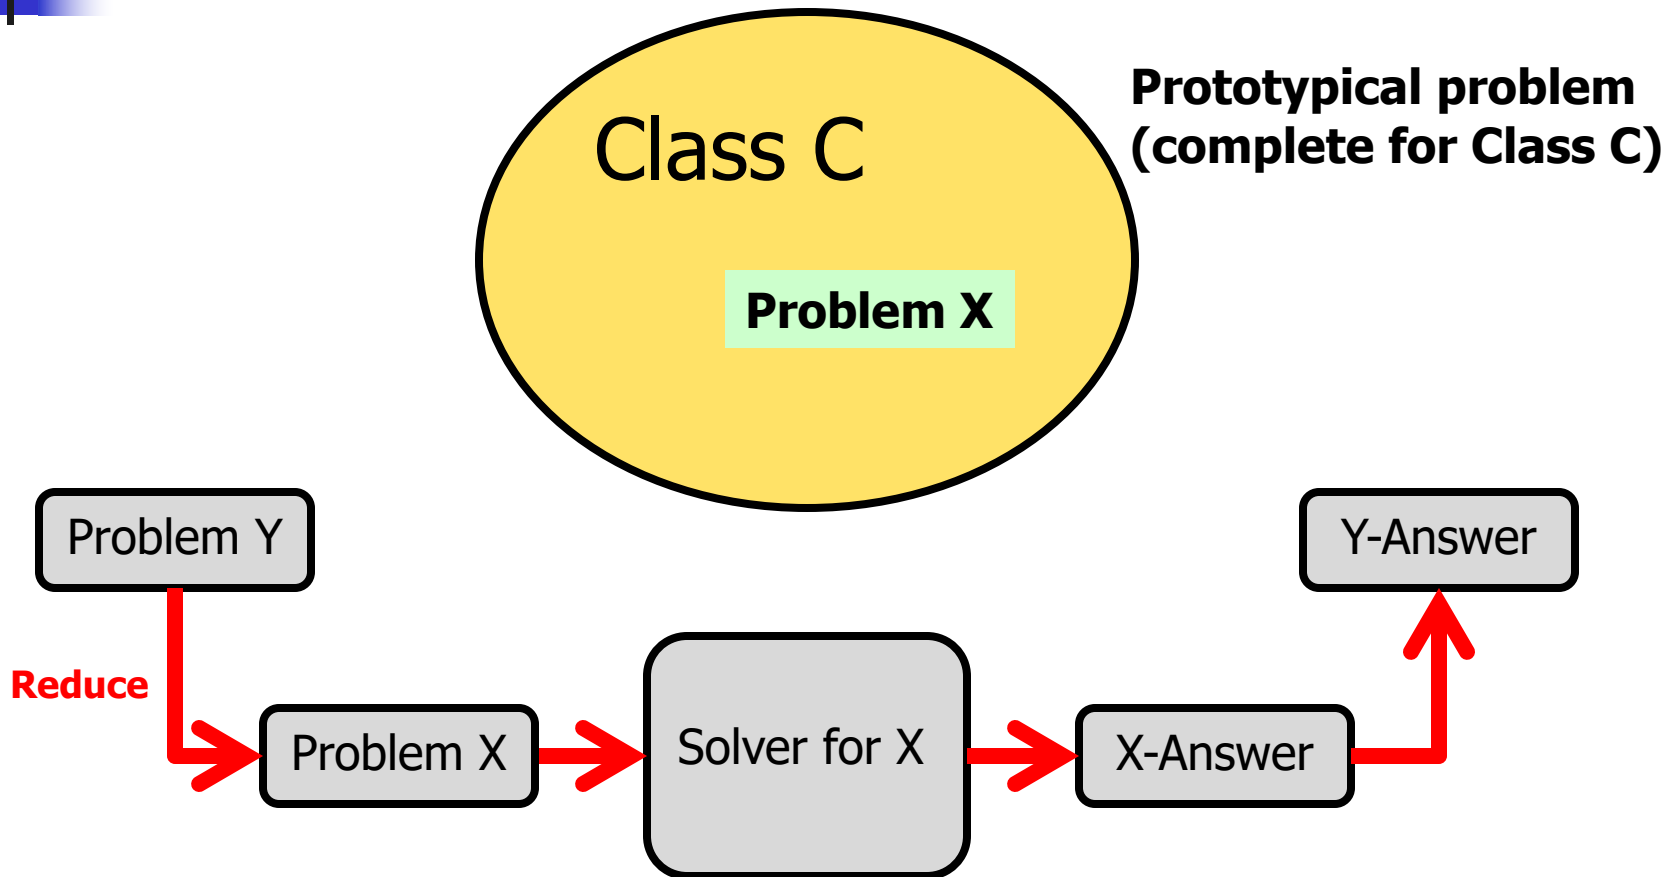 Class C
Prototypical problem
(complete for Class C)
Problem X
Problem Y
Y-Answer
Reduce
Problem X
Solver for X
X-Answer